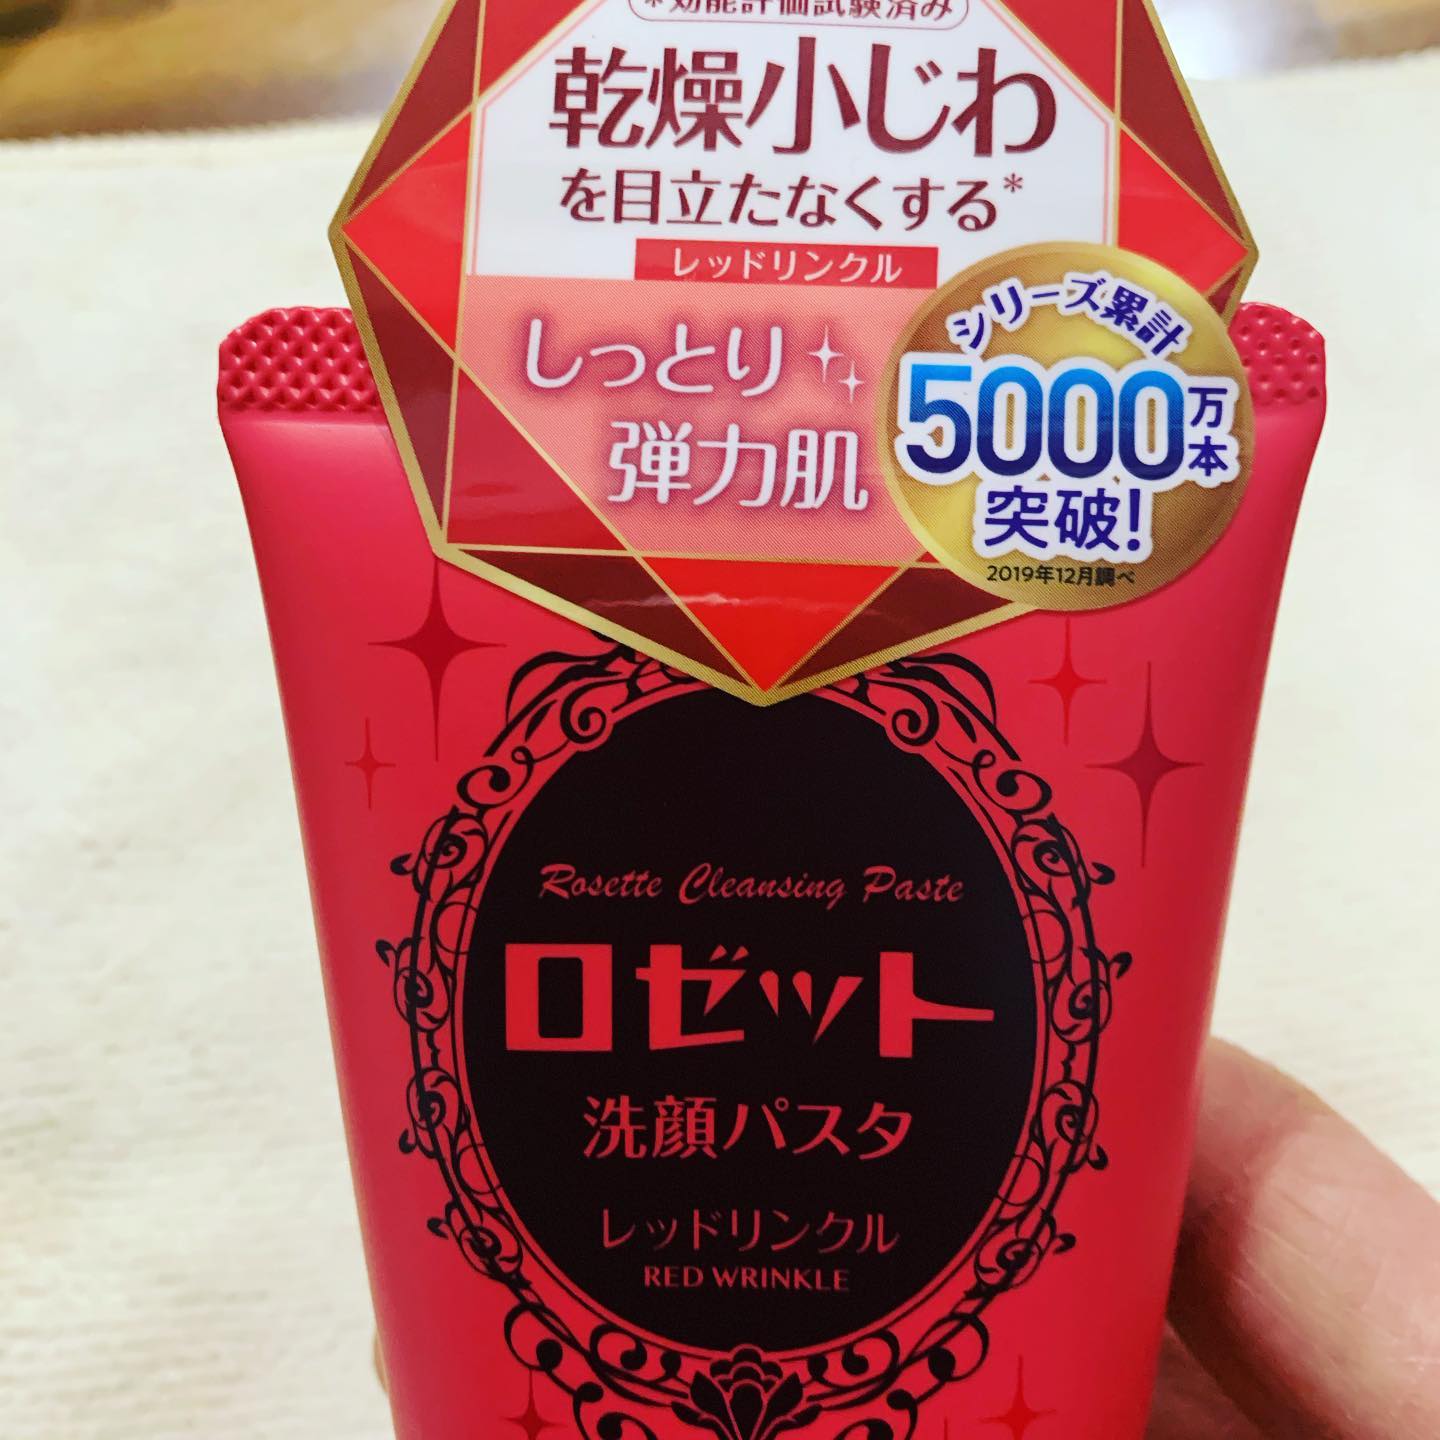 *効能評価試験済み
乾燥小じわ
を目立たなくする*
レッドリンクル
しっとり
弾力肌
シリーズ累計
5000万本
突破!
2019年12月調べ
Rosette Cleansing Paste
ロゼット
洗顔パスタ
レッドリンクル
RED WRINKLE